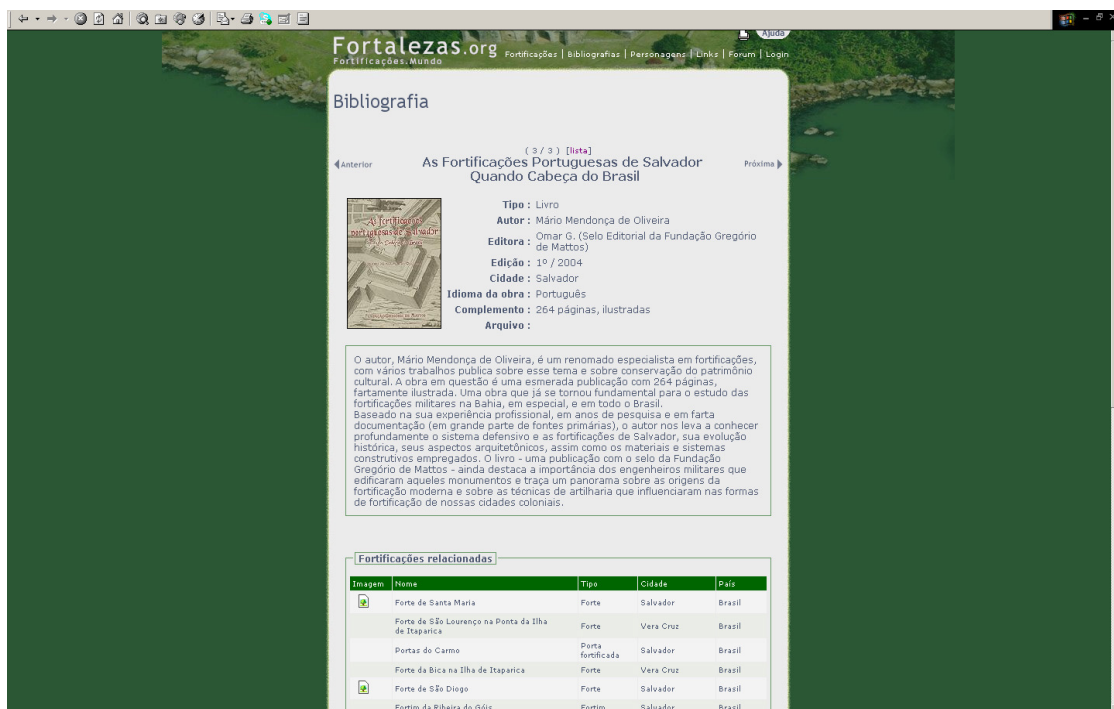 Ajuda
Fortalezas.org
Fortificações.Mundo
Fortificações | Bibliografias | Personagens | Links | Forum | Login
Bibliografia
( 3 / 3 ) [lista]
Anterior
As Fortificações Portuguesas de Salvador
Quando Cabeça do Brasil
Próxima
As fortificações
portuguesas de Salvador
Tipo : Livro
Autor : Mário Mendonça de Oliveira
Editora : Omar G. (Selo Editorial da Fundação Gregório
de Mattos)
Edição : 1º / 2004
Cidade : Salvador
Idioma da obra : Português
Complemento : 264 páginas, ilustradas
Arquivo :
O autor, Mário Mendonça de Oliveira, é um renomado especialista em fortificações,
com vários trabalhos publica sobre esse tema e sobre conservação do patrimônio
cultural. A obra em questão é uma esmerada publicação com 264 páginas,
fartamente ilustrada. Uma obra que já se tornou fundamental para o estudo das
fortificações militares na Bahia, em especial, e em todo o Brasil.
Baseado na sua experiência profissional, em anos de pesquisa e em farta
documentação (em grande parte de fontes primárias), o autor nos leva a conhecer
profundamente o sistema defensivo e as fortificações de Salvador, sua evolução
histórica, seus aspectos arquitetônicos, assim como os materiais e sistemas
construtivos empregados. O livro - uma publicação com o selo da Fundação
Gregório de Mattos - ainda destaca a importância dos engenheiros militares que
edificaram aqueles monumentos e traça um panorama sobre as origens da
fortificação moderna e sobre as técnicas de artilharia que influenciaram nas formas
de fortificação de nossas cidades coloniais.
Fortificações relacionadas
Imagem Nome Tipo Cidade País
Forte de Santa Maria Forte Salvador Brasil
Forte de São Lourenço na Ponta da Ilha
de Itaparica Forte Vera Cruz Brasil
Portas do Carmo Porta
fortificada Salvador Brasil
Forte da Bica na Ilha de Itaparica Forte Vera Cruz Brasil
Forte de São Diogo Forte Salvador Brasil
Fortim da Ribeira do Góis Fortim Salvador Brasil